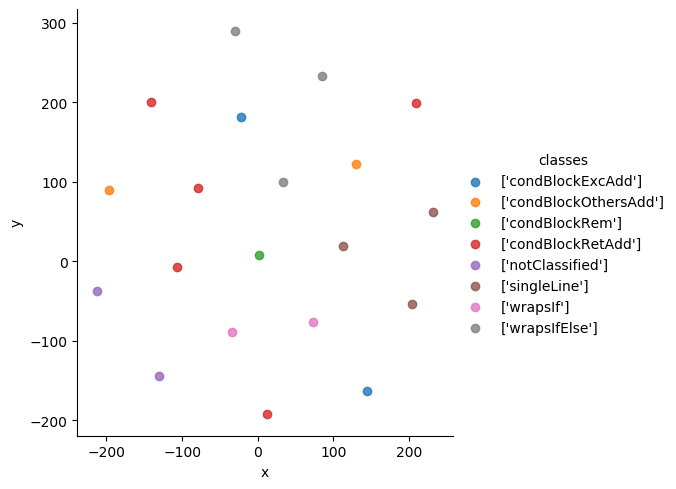 300
200
100
0
−100
−200
y
−200
−100
0
100
200
x
classes
['condBlockExcAdd']
['condBlockOthersAdd']
['condBlockRem']
['condBlockRetAdd']
['notClassified']
['singleLine']
['wrapsIf']
['wrapsIfElse']